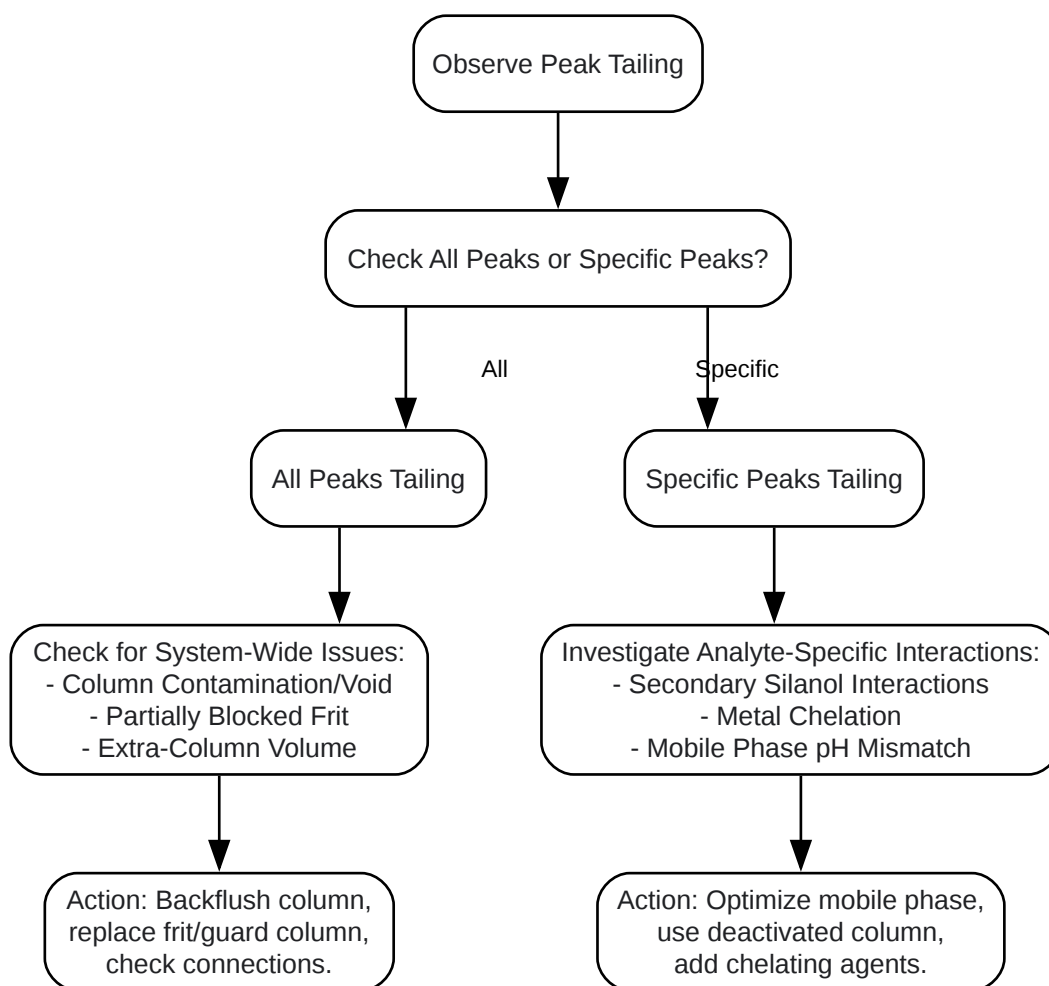 Observe Peak Tailing
Check All Peaks or Specific Peaks?
All
Specific
All Peaks Tailing
Specific Peaks Tailing
Check for System-Wide Issues:
- Column Contamination/Void
- Partially Blocked Frit
- Extra-Column Volume
Investigate Analyte-Specific Interactions:
- Secondary Silanol Interactions
- Metal Chelation
- Mobile Phase pH Mismatch
Action: Backflush column,
replace frit/guard column,
check connections.
Action: Optimize mobile phase,
use deactivated column,
add chelating agents.